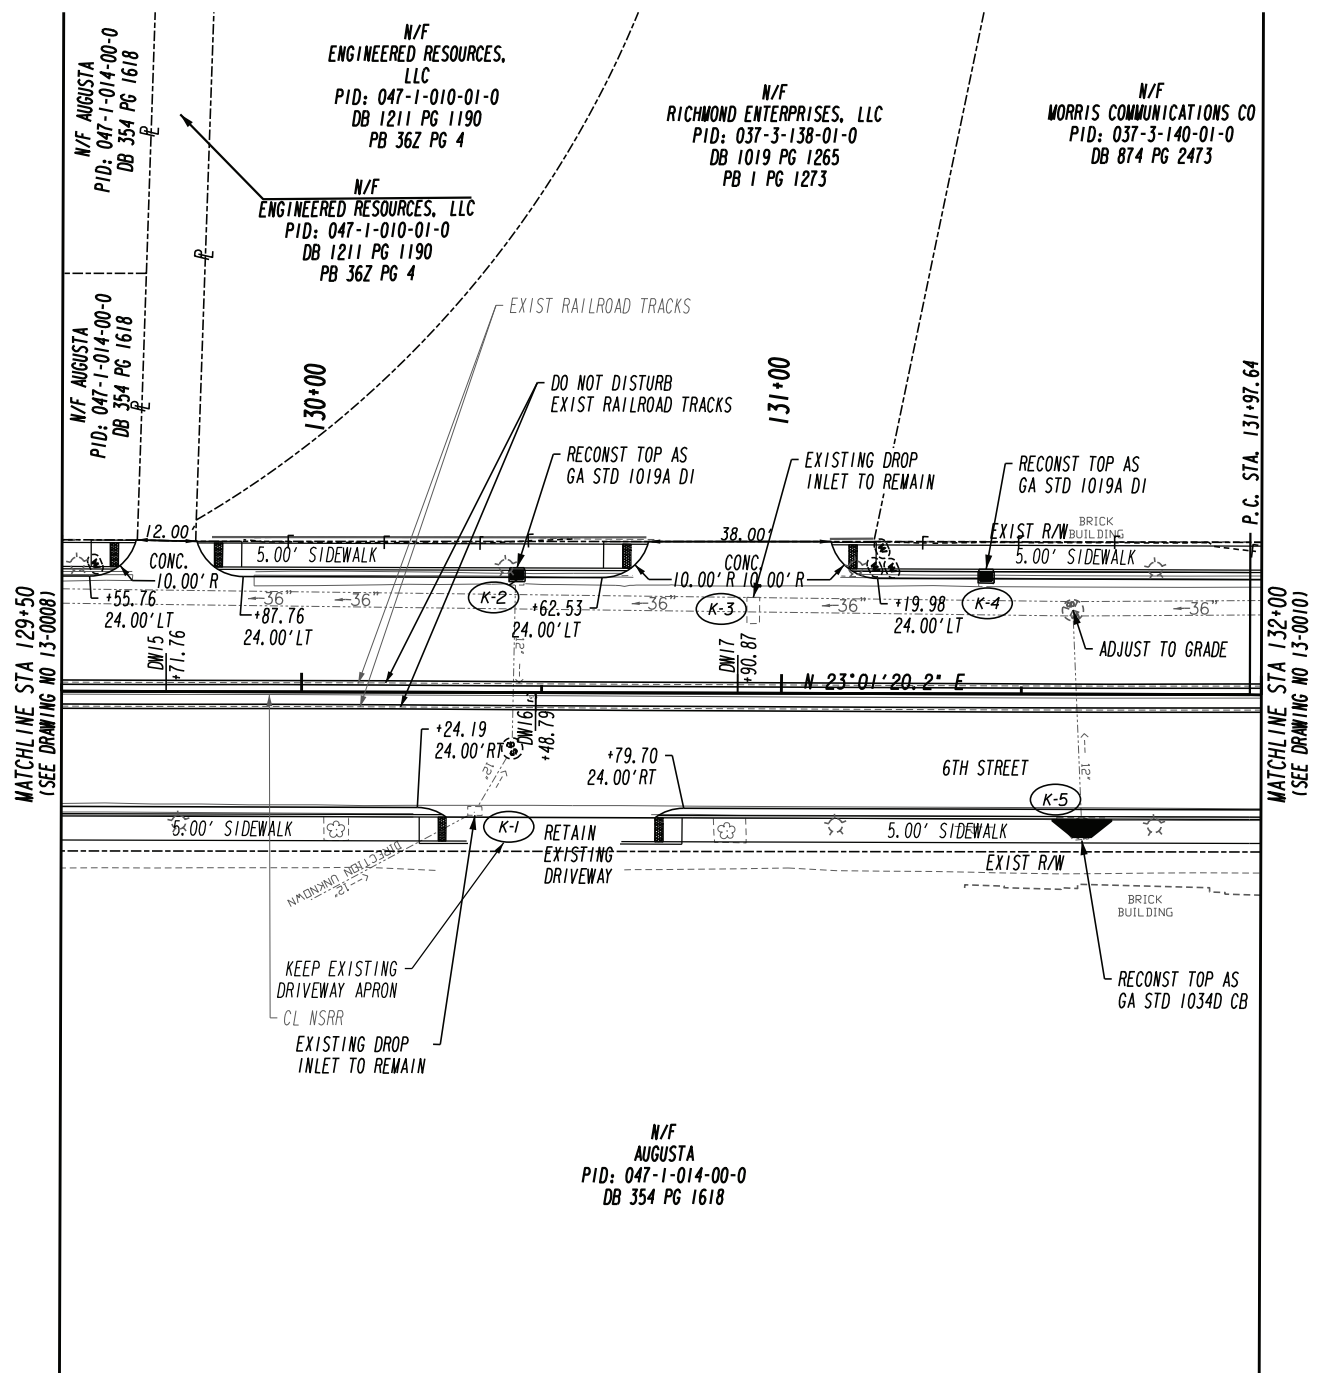 N/F AUGUSTA
PID: 047-1-014-00-0
DB 354 PG 1618
N/F
ENGINEERED RESOURCES,
LLC
PID: 047-1-010-01-0
DB 1211 PG 1190
PB 36Z PG 4
N/F
RICHMOND ENTERPRISES, LLC
PID: 037-3-138-01-0
DB 1019 PG 1265
PB 1 PG 1273
N/F
MORRIS COMMUNICATIONS CO
PID: 037-3-140-01-0
DB 874 PG 2473
N/F
ENGINEERED RESOURCES, LLC
PID: 047-1-010-01-0
DB 1211 PG 1190
PB 36Z PG 4
PL
PL
PL
N/F AUGUSTA
PID: 047-1-014-00-0
DB 354 PG 1618
EXIST RAILROAD TRACKS
130+00
131+00
P.C. STA. 131+97.64
DO NOT DISTURB
EXIST RAILROAD TRACKS
RECONST TOP AS
GA STD 1019A DI
EXISTING DROP
INLET TO REMAIN
RECONST TOP AS
GA STD 1019A DI
12.00'
38.00'
EXIST R/W
BRICK
BUILDING
CONC.
5.00' SIDEWALK
CONC.
5.00' SIDEWALK
10.00'R
10.00'R 10.00'R
+55.76
24.00'LT
+87.76
24.00'LT
36"
36"
K-2
+62.53
24.00'LT
36"
K-3
36"
+19.98
24.00'LT
K-4
36"
ADJUST TO GRADE
DW15
+71.76
12"
DW17
+90.87
MATCHLINE STA 129+50
(SEE DRAWING NO 13-0008)
MATCHLINE STA 132+00
(SEE DRAWING NO 13-0010)
N 23°01'20.2" E
+24.19
24.00'RT
DW16
+48.79
+79.70
24.00'RT
12"
12"
6TH STREET
K-5
5.00' SIDEWALK
K-1
RETAIN
EXISTING
DRIVEWAY
5.00' SIDEWALK
EXIST R/W
DIRECTION UNKNOWN
<--12"
BRICK
BUILDING
KEEP EXISTING
DRIVEWAY APRON
CL NSRR
EXISTING DROP
INLET TO REMAIN
RECONST TOP AS
GA STD 1034D CB
N/F
AUGUSTA
PID: 047-1-014-00-0
DB 354 PG 1618